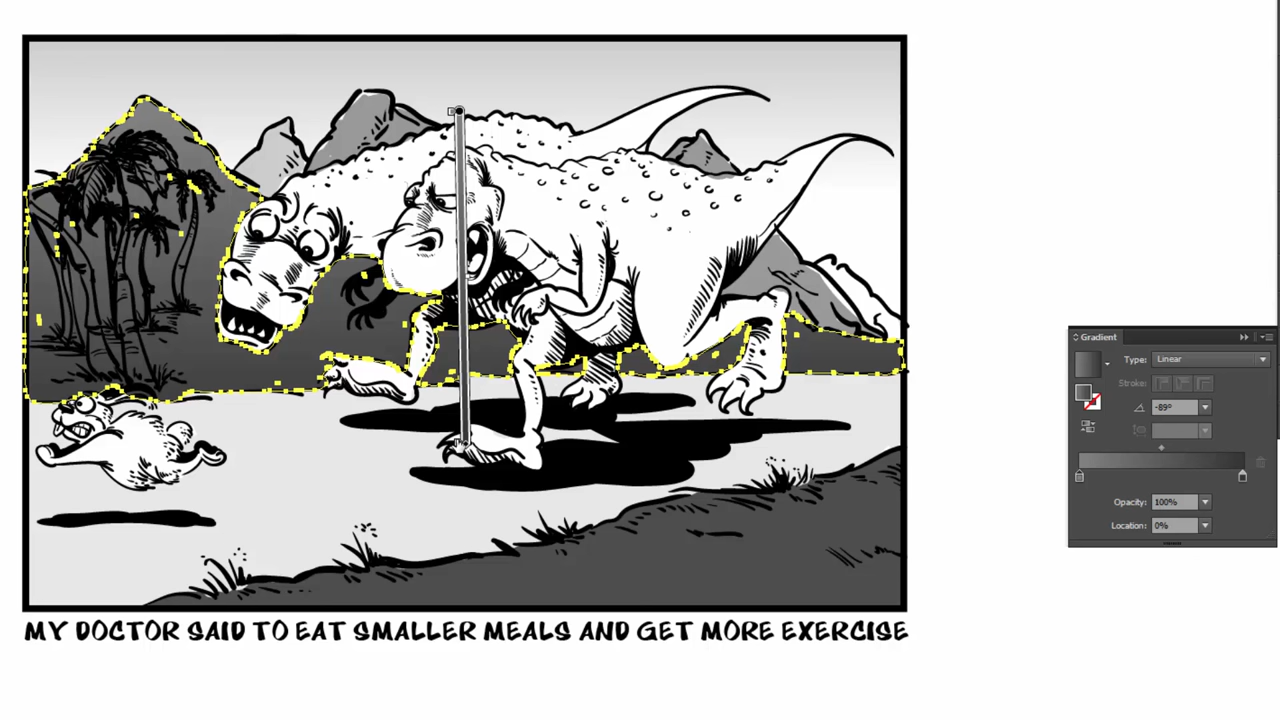 Gradient
Type: Linear
Stroke:
-89°
Opacity: 100%
Location: 0%
MY DOCTOR SAID TO EAT SMALLER MEALS AND GET MORE EXERCISE